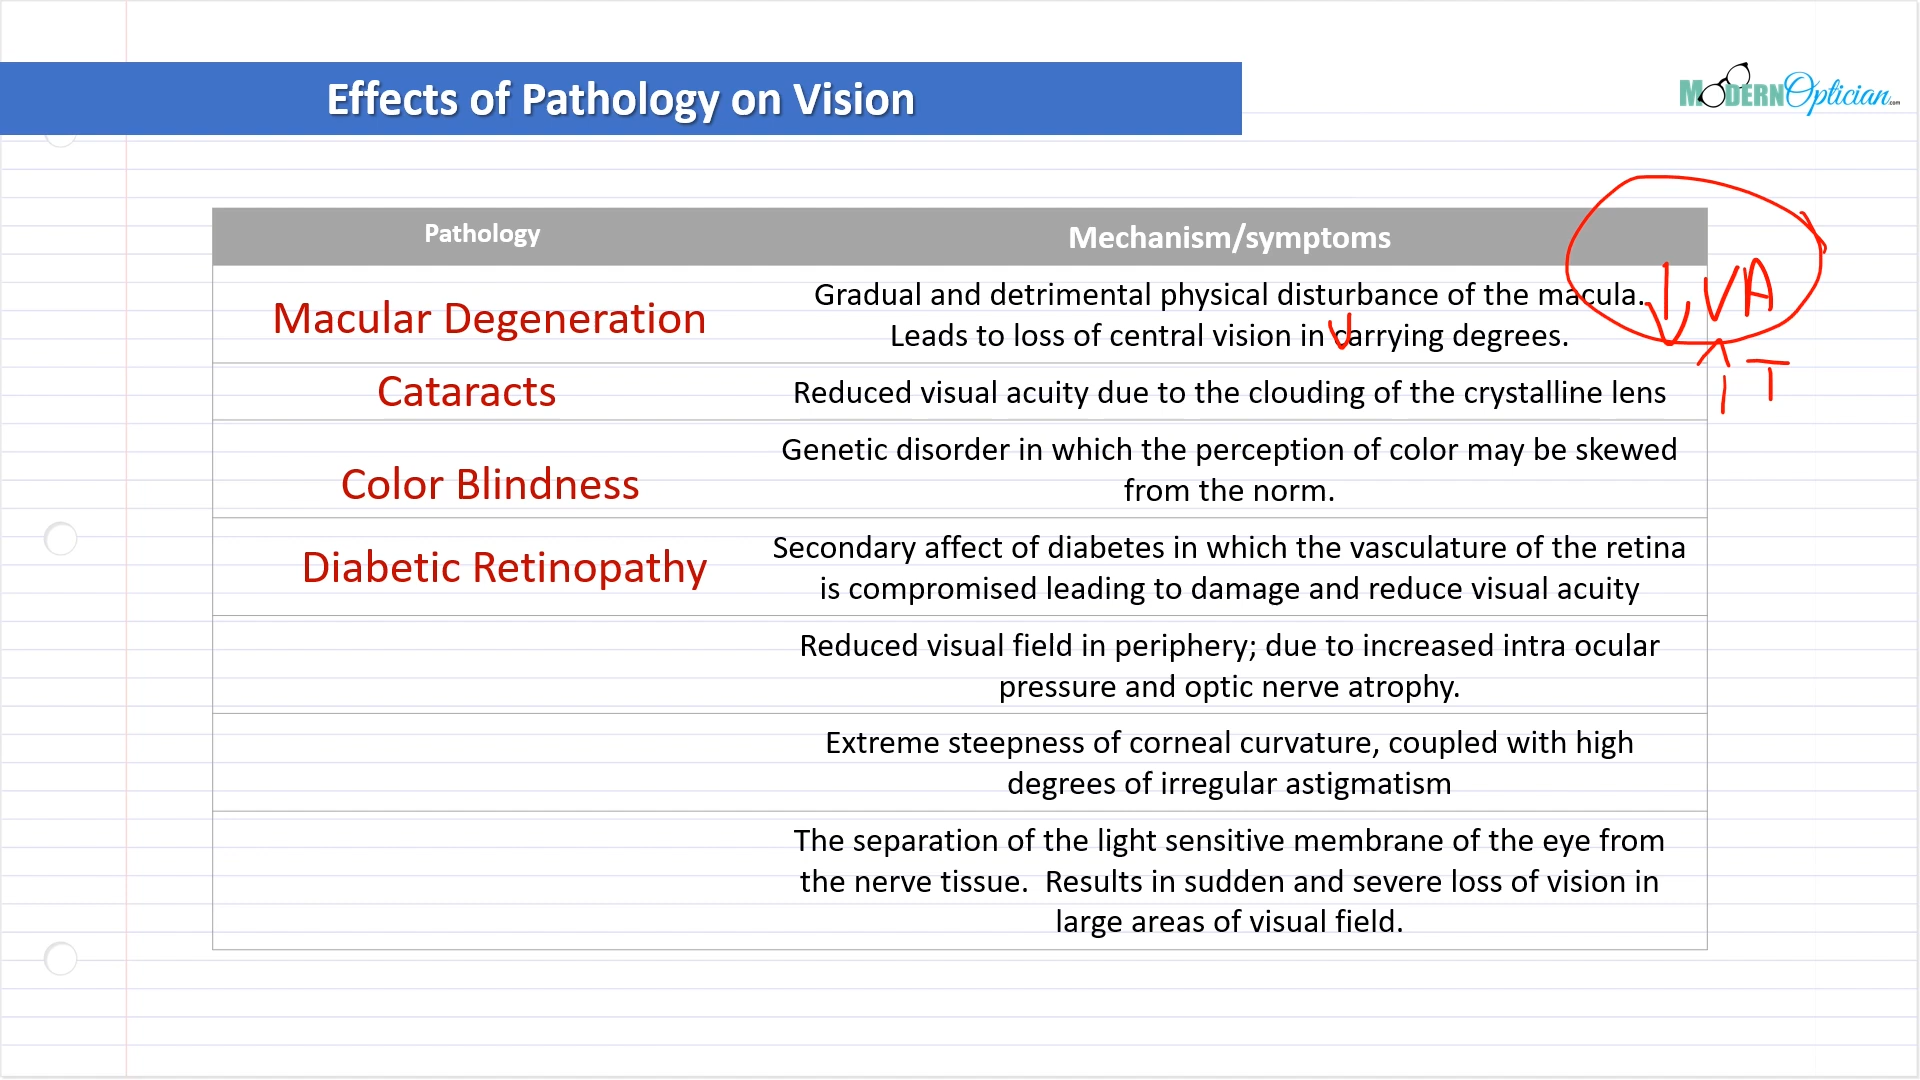 Effects of Pathology on Vision
MODERNOptician.com
Pathology
Mechanism/symptoms
Macular Degeneration
Gradual and detrimental physical disturbance of the macula.
Leads to loss of central vision in carrying degrees.
V
↓ VA
↑ T
Cataracts
Reduced visual acuity due to the clouding of the crystalline lens
Color Blindness
Genetic disorder in which the perception of color may be skewed
from the norm.
Diabetic Retinopathy
Secondary affect of diabetes in which the vasculature of the retina
is compromised leading to damage and reduce visual acuity
Reduced visual field in periphery; due to increased intra ocular
pressure and optic nerve atrophy.
Extreme steepness of corneal curvature, coupled with high
degrees of irregular astigmatism
The separation of the light sensitive membrane of the eye from
the nerve tissue.  Results in sudden and severe loss of vision in
large areas of visual field.